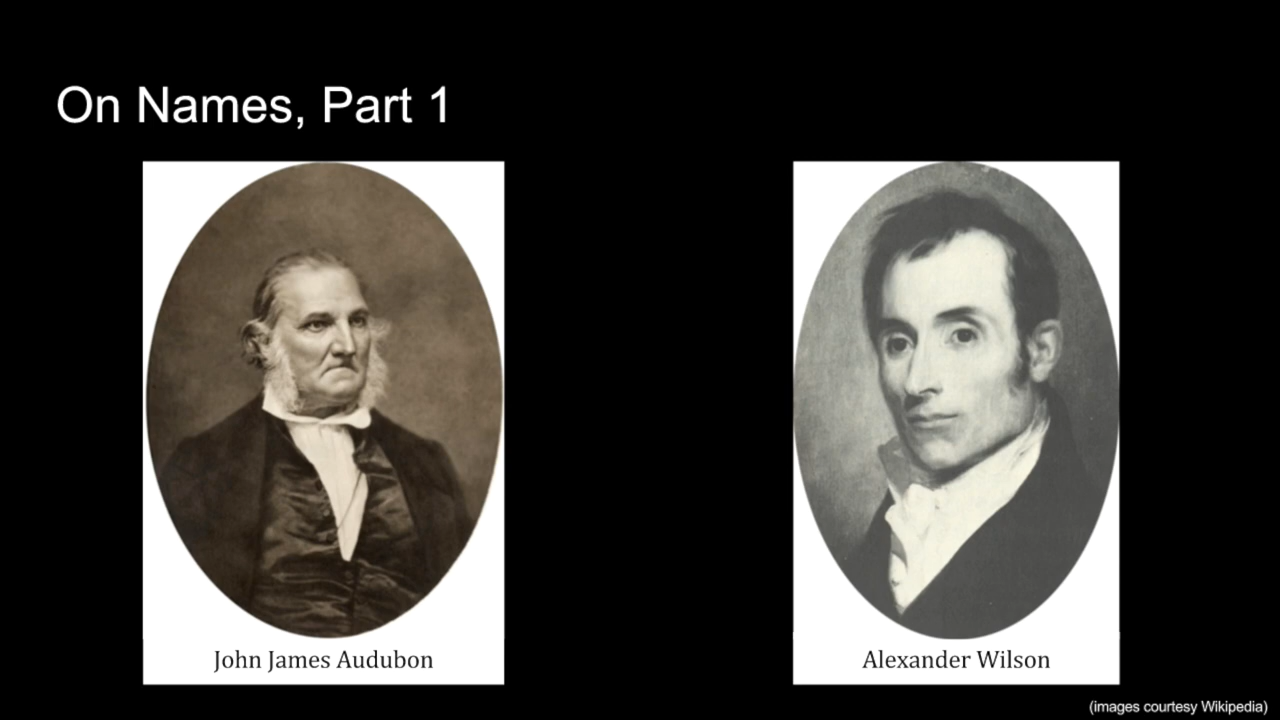 On Names, Part 1
John James Audubon
Alexander Wilson
(images courtesy Wikipedia)